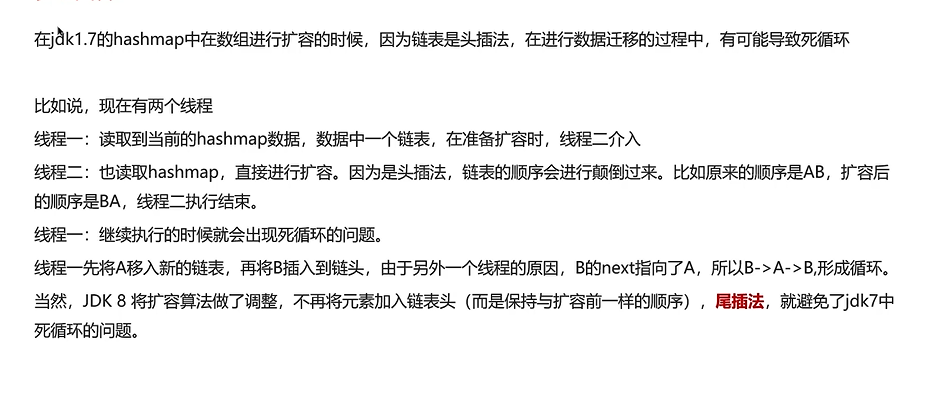 在jdk1.7的hashmap中在数组进行扩容的时候，因为链表是头插法，在进行数据迁移的过程中，有可能导致死循环
比如说，现在有两个线程
线程一：读取到当前的hashmap数据，数据中一个链表，在准备扩容时，线程二介入
线程二：也读取hashmap，直接进行扩容。因为是头插法，链表的顺序会进行颠倒过来。比如原来的顺序是AB，扩容后
的顺序是BA，线程二执行结束。
线程一：继续执行的时候就会出现死循环的问题。
线程一先将A移入新的链表，再将B插入到链头，由于另外一个线程的原因，B的next指向了A，所以B->A->B,形成循环。
当然，JDK 8 将扩容算法做了调整，不再将元素加入链表头（而是保持与扩容前一样的顺序），尾插法，就避免了jdk7中
死循环的问题。